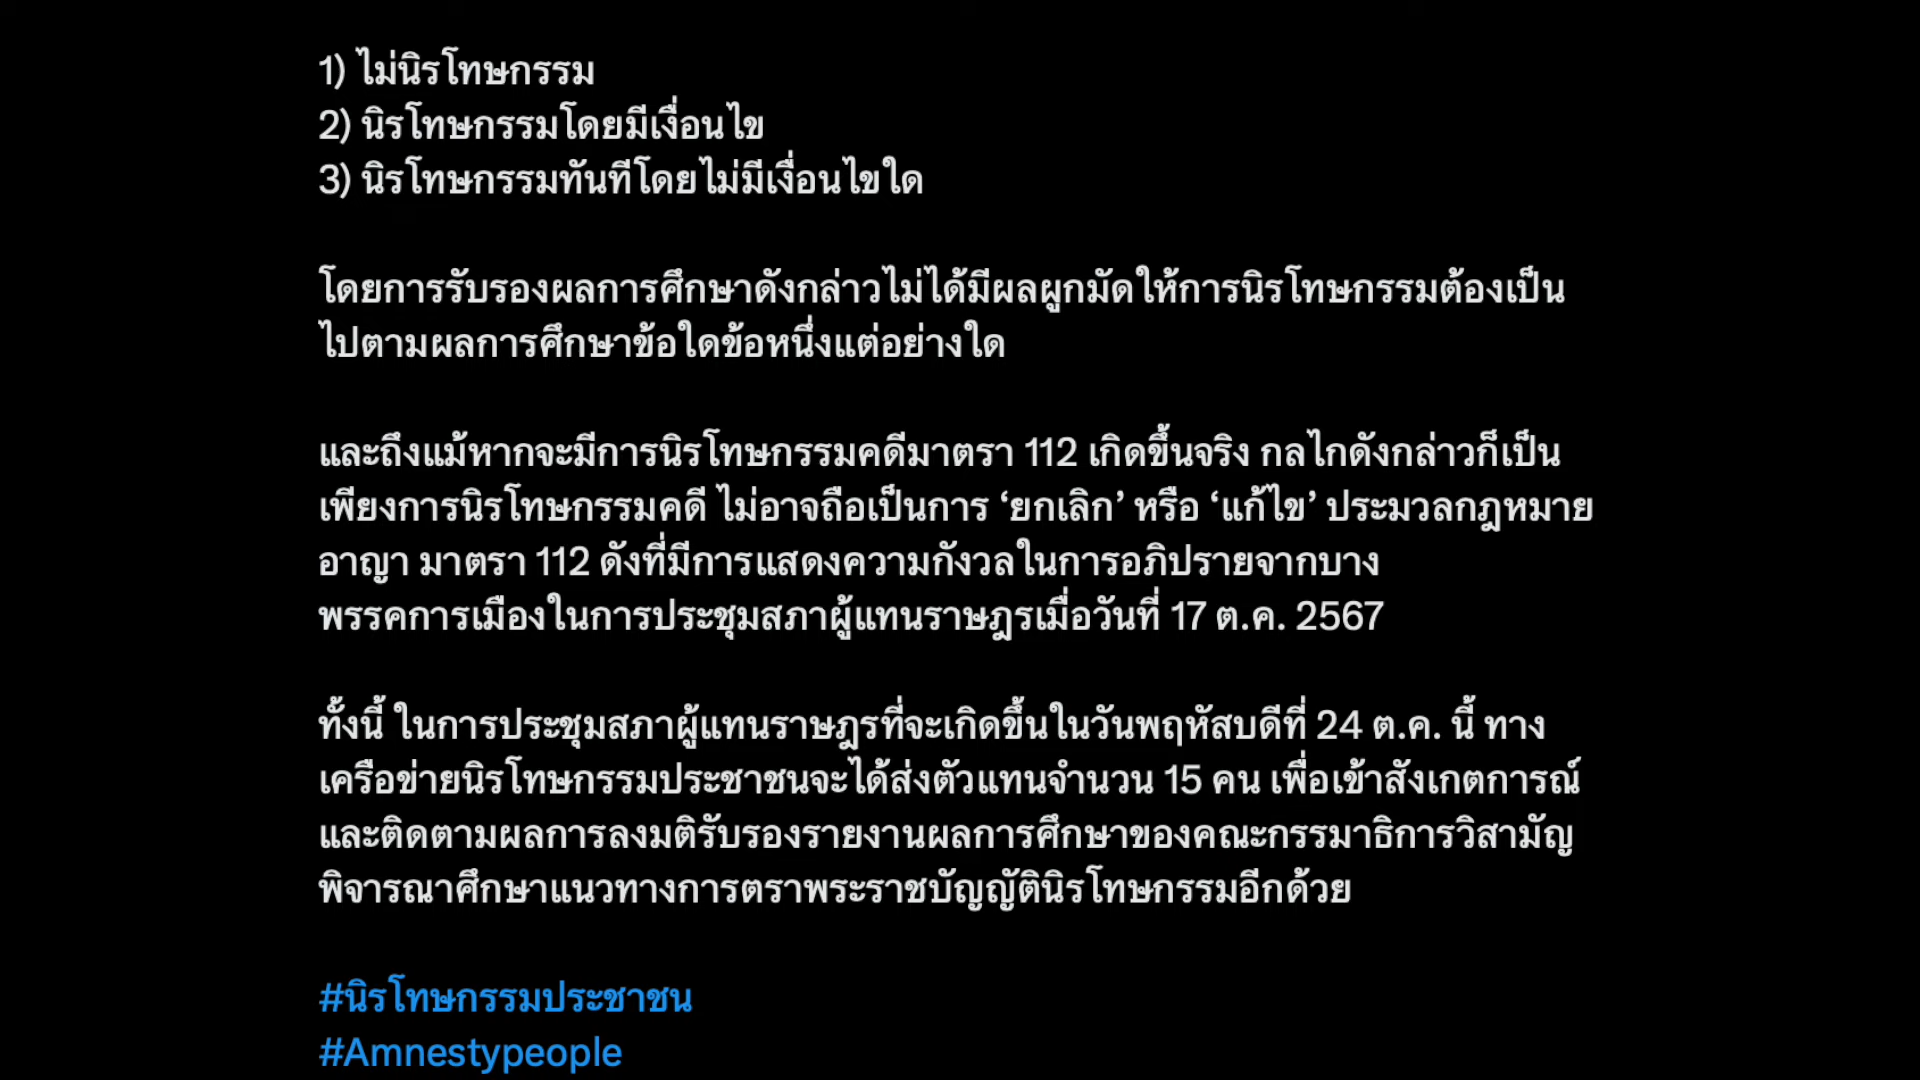 1) ไม่นิรโทษกรรม
2) นิรโทษกรรมโดยมีเงื่อนไข
3) นิรโทษกรรมทันทีโดยไม่มีเงื่อนไขใด
โดยการรับรองผลการศึกษาดังกล่าวไม่ได้มีผลผูกมัดให้การนิรโทษกรรมต้องเป็น
ไปตามผลการศึกษาข้อใดข้อหนึ่งแต่อย่างใด
และถึงแม้หากจะมีการนิรโทษกรรมคดีมาตรา 112 เกิดขึ้นจริง กลไกดังกล่าวก็เป็น
เพียงการนิรโทษกรรมคดี ไม่อาจถือเป็นการ ‘ยกเลิก’ หรือ ‘แก้ไข’ ประมวลกฎหมาย
อาญา มาตรา 112 ดังที่มีการแสดงความกังวลในการอภิปรายจากบาง
พรรคการเมืองในการประชุมสภาผู้แทนราษฎรเมื่อวันที่ 17 ต.ค. 2567
ทั้งนี้ ในการประชุมสภาผู้แทนราษฎรที่จะเกิดขึ้นในวันพฤหัสบดีที่ 24 ต.ค. นี้ ทาง
เครือข่ายนิรโทษกรรมประชาชนจะได้ส่งตัวแทนจำนวน 15 คน เพื่อเข้าสังเกตการณ์
และติดตามผลการลงมติรับรองรายงานผลการศึกษาของคณะกรรมาธิการวิสามัญ
พิจารณาศึกษาแนวทางการตราพระราชบัญญัตินิรโทษกรรมอีกด้วย
#นิรโทษกรรมประชาชน
#Amnestypeople